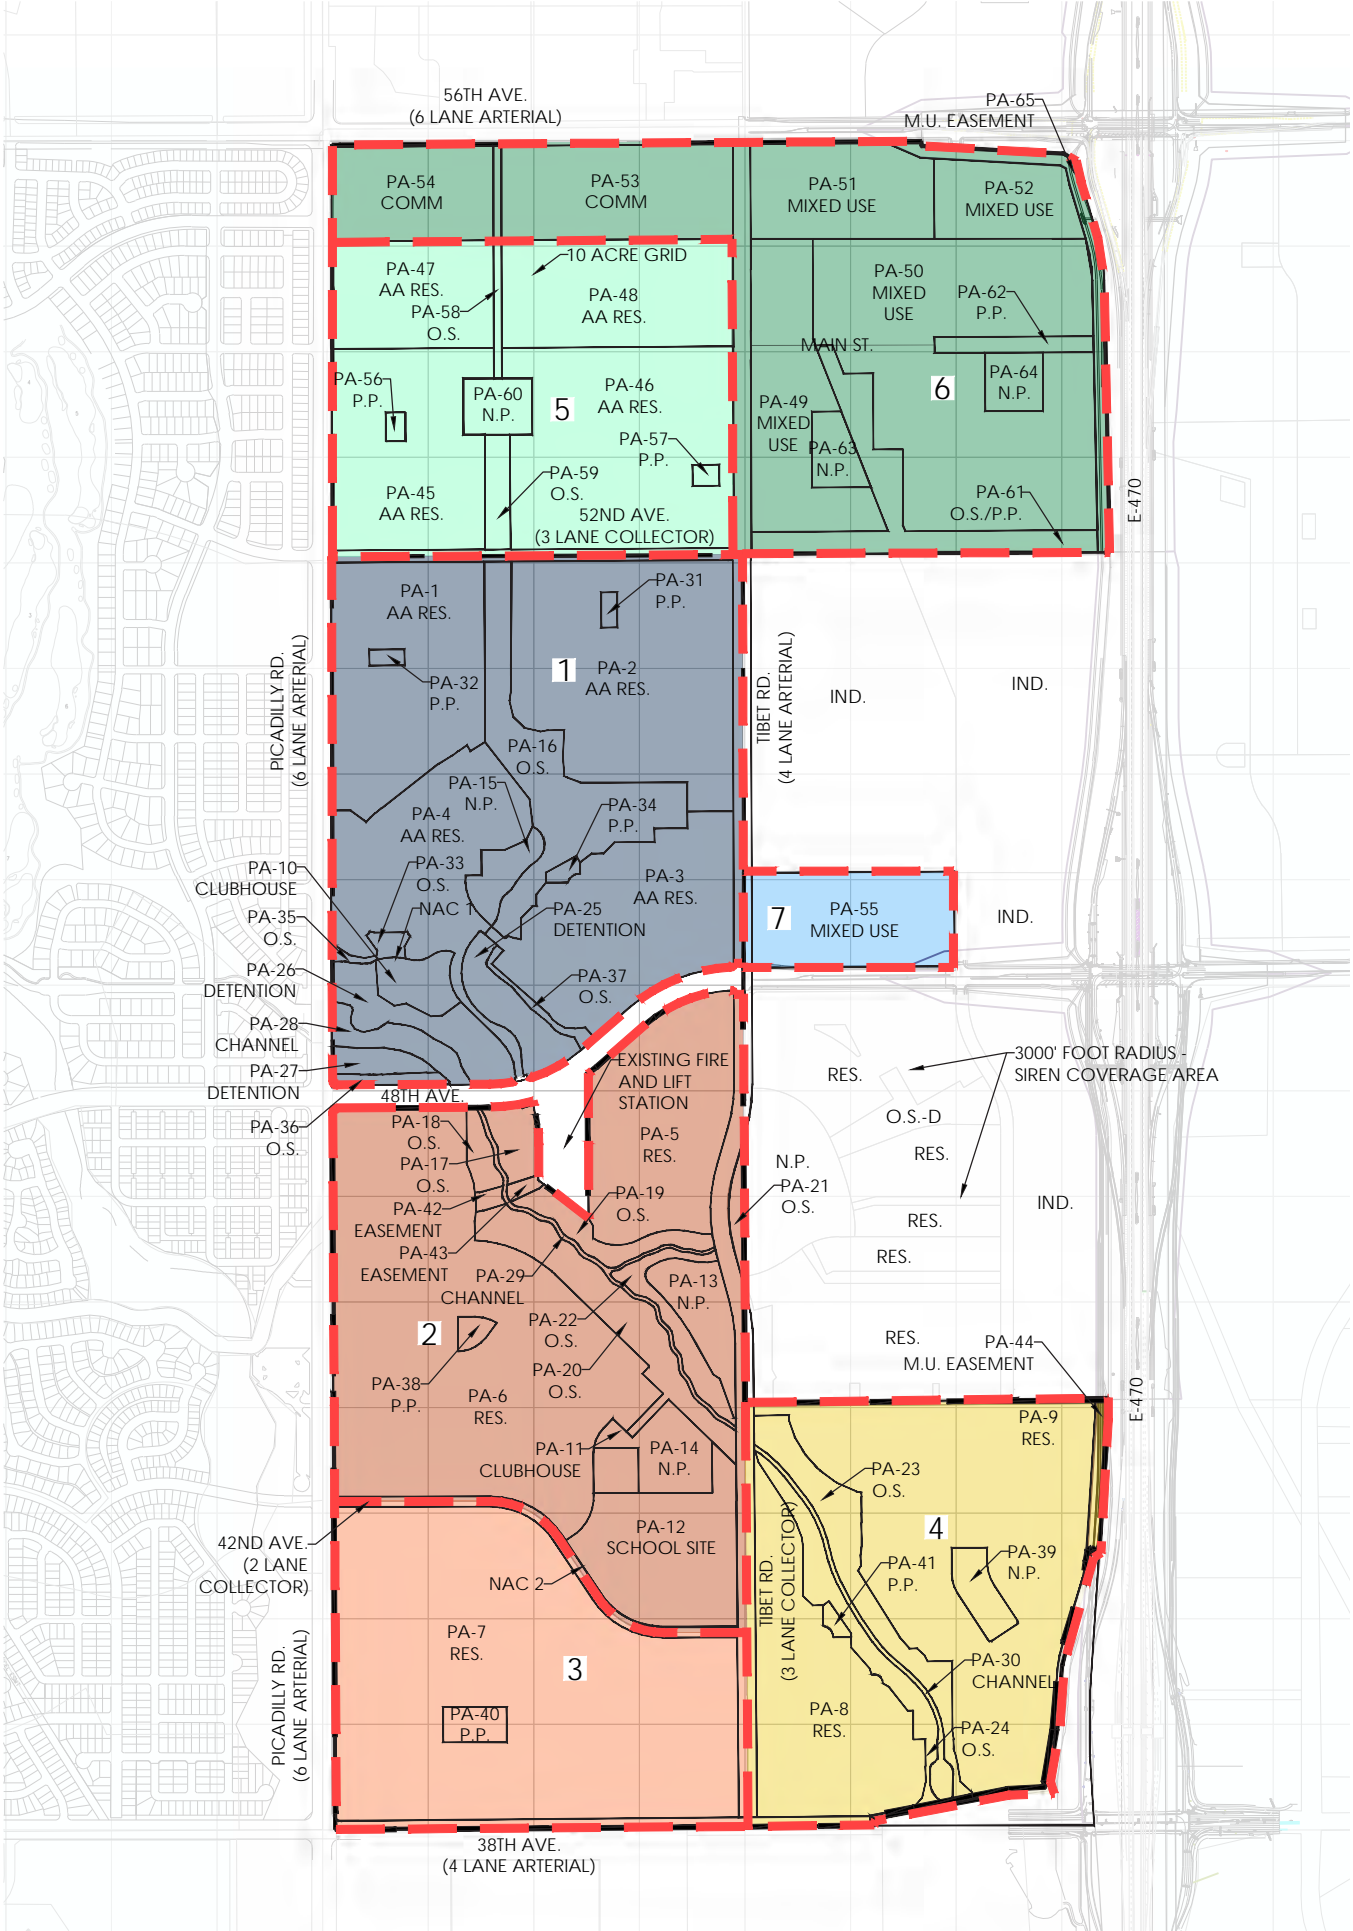 56TH AVE.
(6 LANE ARTERIAL)
PA-65
M.U. EASEMENT
PA-54
COMM
PA-53
COMM
PA-51
MIXED USE
PA-52
MIXED USE
PA-47
AA RES.
10 ACRE GRID
PA-48
AA RES.
PA-58
O.S.
PA-50
MIXED
USE
PA-62
P.P.
MAIN ST.
PA-56
P.P.
PA-60
N.P.
5
PA-46
AA RES.
PA-57
P.P.
PA-49
MIXED
USE
PA-63
N.P.
6
PA-64
N.P.
PA-59
O.S.
PA-45
AA RES.
52ND AVE.
(3 LANE COLLECTOR)
PA-61
O.S./P.P.
E-470
PA-1
AA RES.
PA-31
P.P.
PICADILLY RD.
(6 LANE ARTERIAL)
PA-32
P.P.
1
PA-2
AA RES.
TIBET RD.
(4 LANE ARTERIAL)
IND.
IND.
PA-16
O.S.
PA-15
N.P.
PA-4
AA RES.
PA-34
P.P.
PA-10
CLUBHOUSE
PA-33
O.S.
NAC 1
PA-3
AA RES.
PA-35
O.S.
PA-25
DETENTION
7
PA-55
MIXED USE
IND.
PA-26
DETENTION
PA-37
O.S.
PA-28
CHANNEL
PA-27
DETENTION
48TH AVE.
PA-36
O.S.
EXISTING FIRE
AND LIFT
STATION
3000' FOOT RADIUS -
SIREN COVERAGE AREA
RES.
O.S.-D
RES.
PA-18
O.S.
PA-17
O.S.
PA-5
RES.
N.P.
PA-21
O.S.
PA-42
EASEMENT
PA-19
O.S.
IND.
RES.
RES.
PA-43
EASEMENT
PA-29
CHANNEL
PA-13
N.P.
2
PA-22
O.S.
PA-20
O.S.
RES.
PA-44
M.U. EASEMENT
E-470
PA-38
P.P.
PA-6
RES.
PA-9
RES.
PA-11
CLUBHOUSE
PA-14
N.P.
PA-23
O.S.
4
PA-12
SCHOOL SITE
42ND AVE.
(2 LANE
COLLECTOR)
NAC 2
TIBET RD.
(3 LANE COLLECTOR)
PA-41
P.P.
PA-39
N.P.
PA-7
RES.
3
PICADILLY RD.
(6 LANE ARTERIAL)
PA-40
P.P.
PA-30
CHANNEL
PA-8
RES.
PA-24
O.S.
38TH AVE.
(4 LANE ARTERIAL)